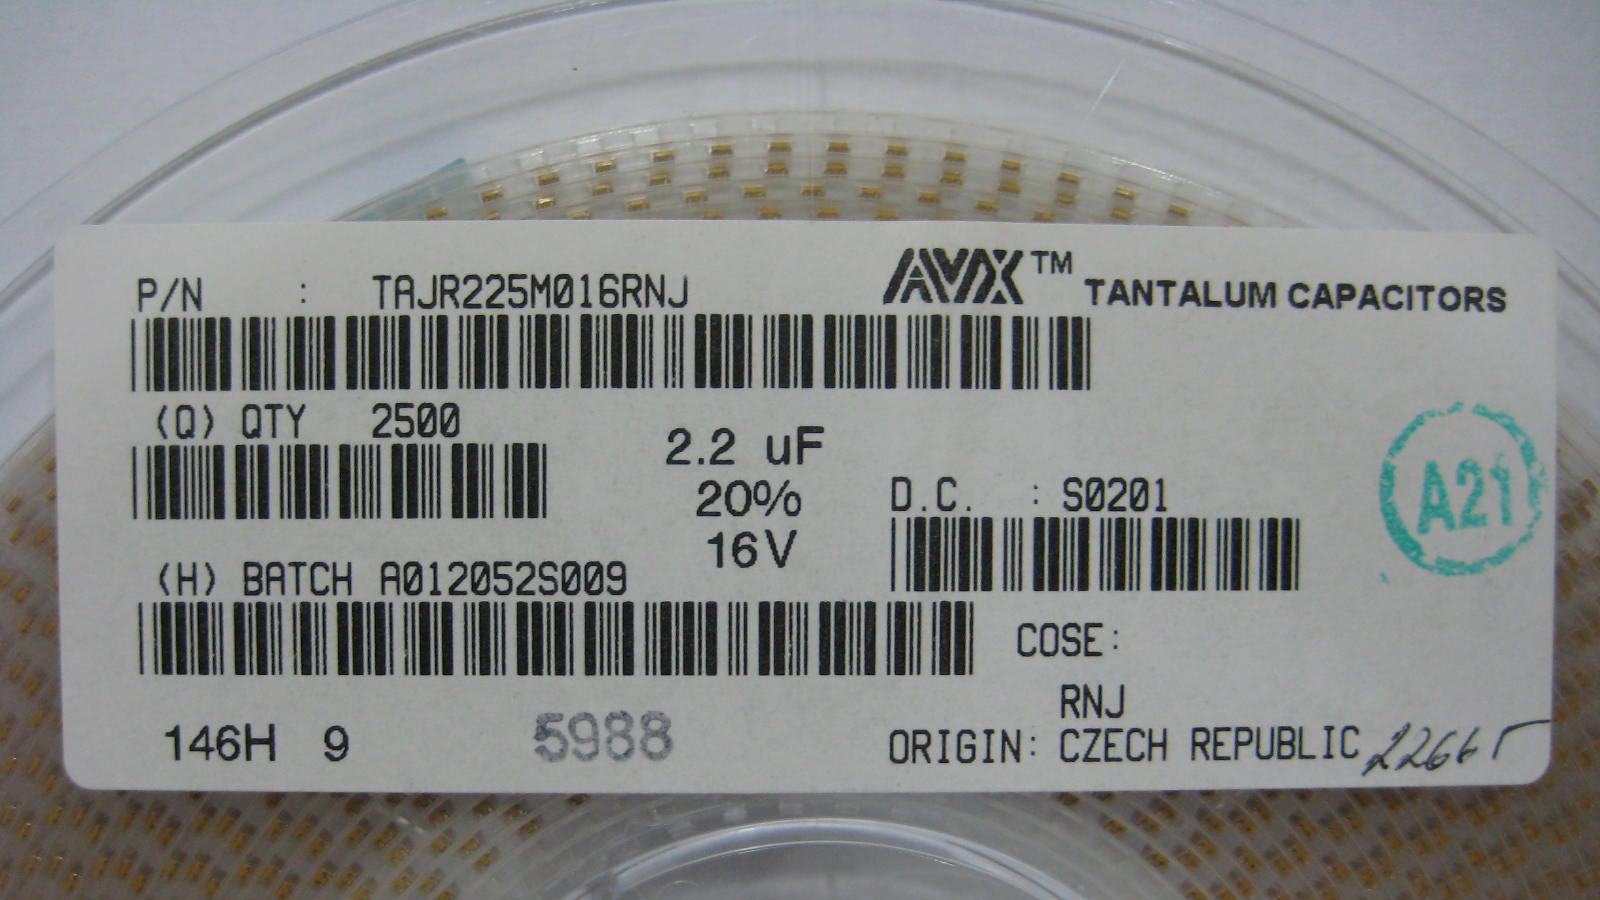 P/N : TAJR225M016RNJ AVX™ TANTALUM CAPACITORS
(Q) QTY 2500
2.2 uF
20%
16V
D.C. : S0201
A21
(H) BATCH A012052S009
COSE:
RNJ
146H 9 5988
ORIGIN: CZECH REPUBLIC